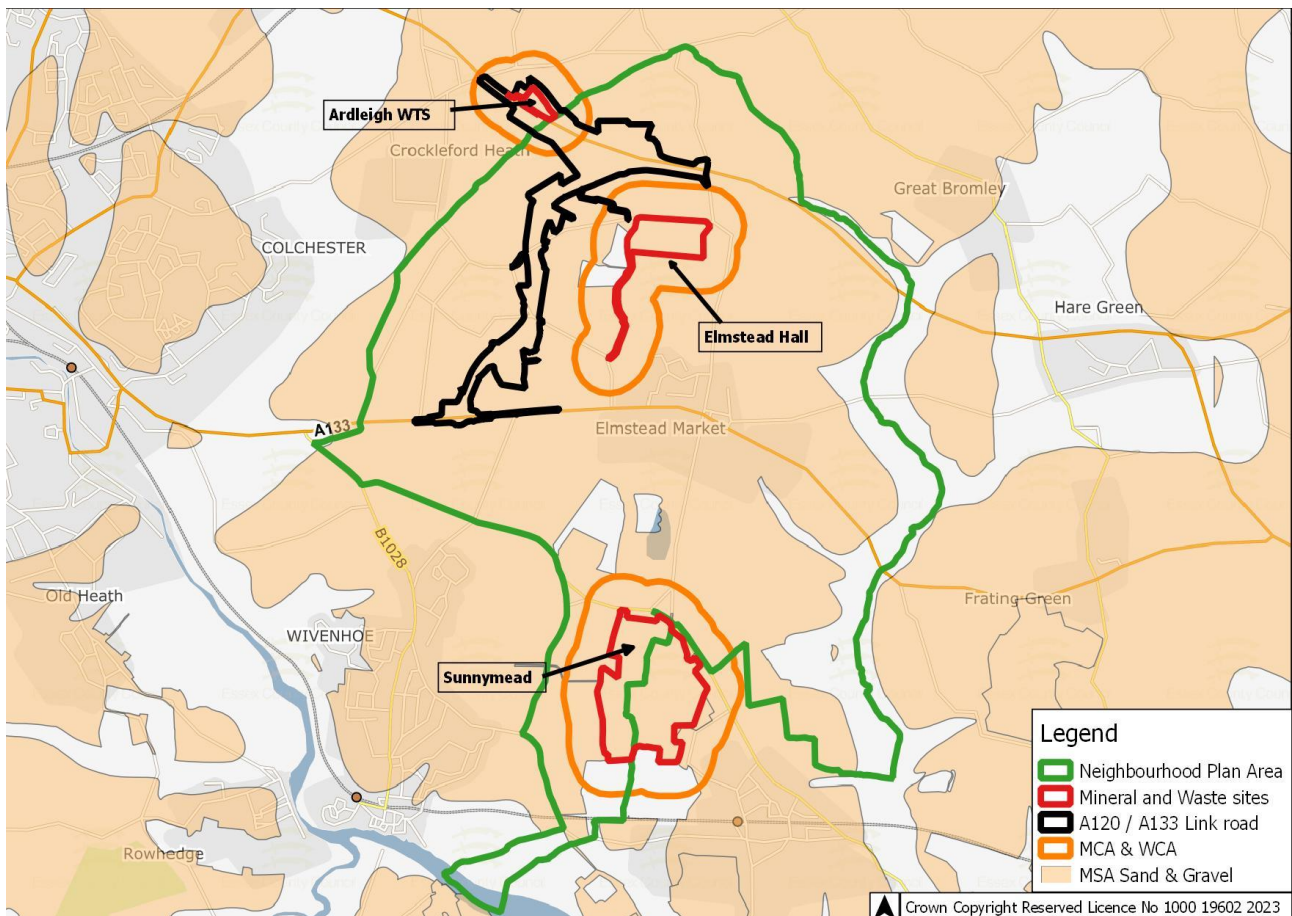 Ardleigh WTS
Crockleford Heath
Great Bromley
COLCHESTER
Hare Green
Elmstead Hall
A133
Elmstead Market
B1028
Old Heath
Frating Green
WIVENHOE
Sunnymead
Rowhedge
Legend
Neighbourhood Plan Area
Mineral and Waste sites
A120 / A133 Link road
MCA & WCA
MSA Sand & Gravel
Crown Copyright Reserved Licence No 1000 19602 2023